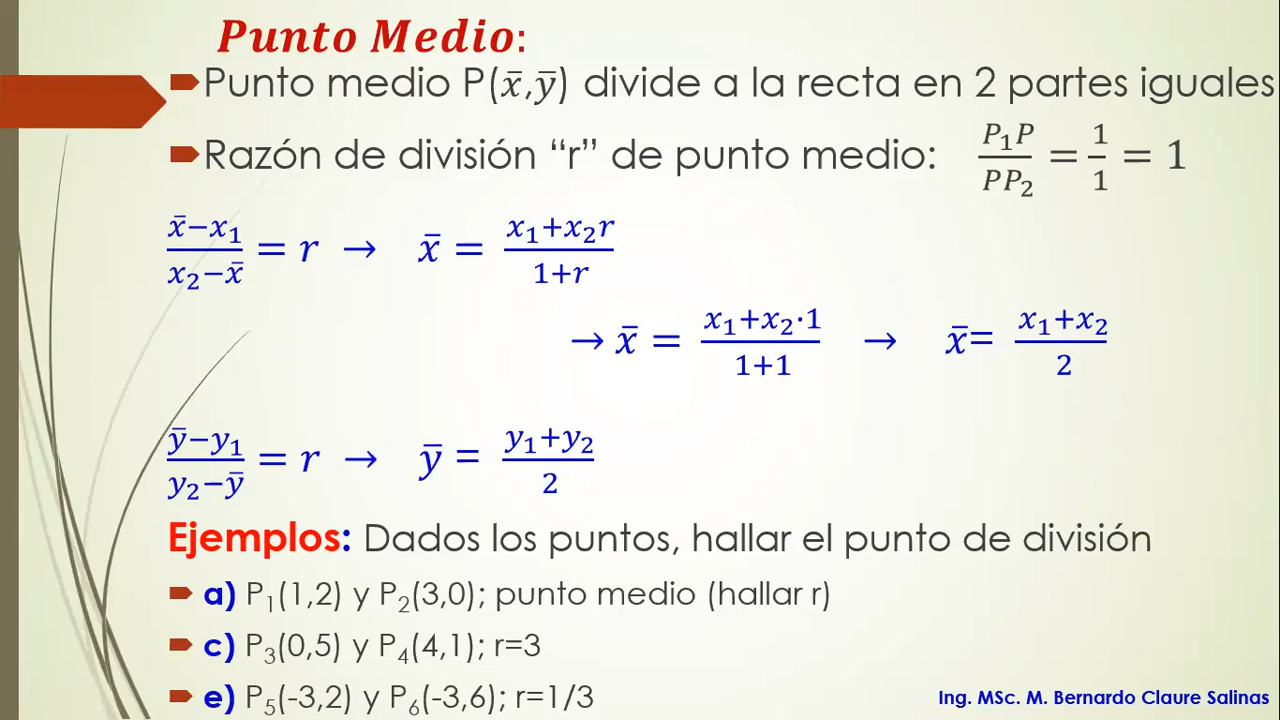 Punto Medio:
Punto medio P(x̄,ȳ) divide a la recta en 2 partes iguales
Razón de división “r” de punto medio: P₁P/PP₂ = 1/1 = 1
(x̄−x₁)/(x₂−x̄) = r → x̄ = (x₁+x₂r)/(1+r)
→ x̄ = (x₁+x₂·1)/(1+1) → x̄= (x₁+x₂)/2
(ȳ−y₁)/(y₂−ȳ) = r → ȳ = (y₁+y₂)/2
Ejemplos: Dados los puntos, hallar el punto de división
a) P₁(1,2) y P₂(3,0); punto medio (hallar r)
c) P₃(0,5) y P₄(4,1); r=3
e) P₅(-3,2) y P₆(-3,6); r=1/3
Ing. MSc. M. Bernardo Claure Salinas